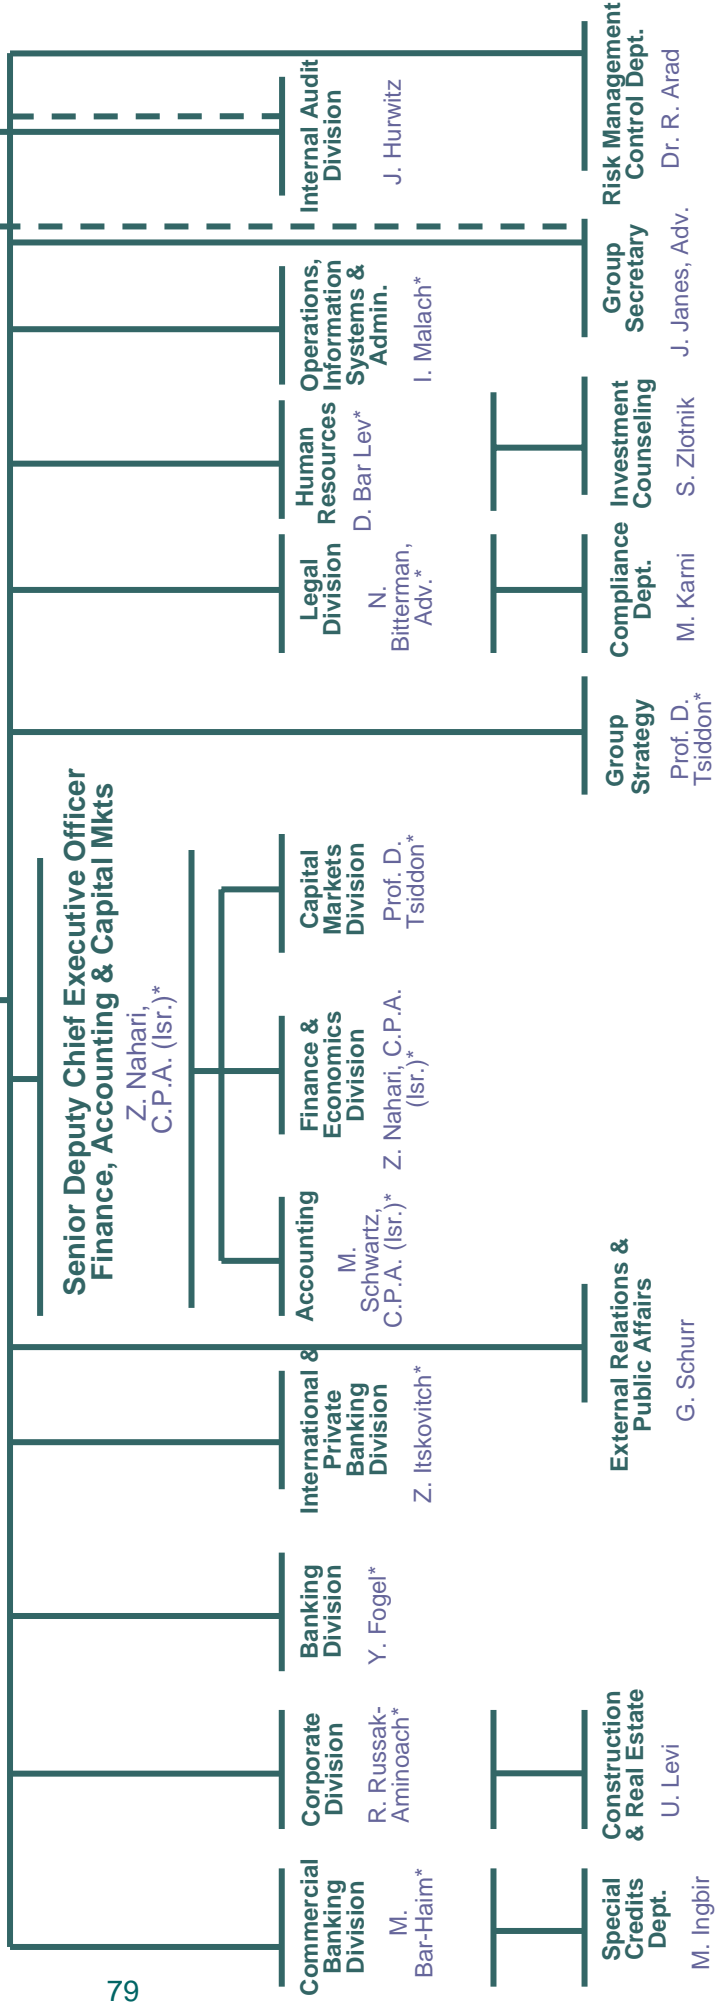 Senior Deputy Chief Executive Officer
Finance, Accounting & Capital Mkts
Z. Nahari,
C.P.A. (Isr.)*
Commercial
Banking
Division
M.
Bar-Haim*
Corporate
Division
R. Russak-
Aminoach*
Banking
Division
Y. Fogel*
International &
Private
Banking
Division
Z. Itskovitch*
Accounting
M.
Schwartz,
C.P.A. (Isr.)*
Finance &
Economics
Division
Z. Nahari, C.P.A.
(Isr.)*
Capital
Markets
Division
Prof. D.
Tsiddon*
Legal
Division
N.
Bitterman,
Adv.*
Human
Resources
D. Bar Lev*
Operations,
Information
Systems &
Admin.
I. Malach*
Internal Audit
Division
J. Hurwitz
Special
Credits
Dept.
M. Ingbir
Construction
& Real Estate
U. Levi
External Relations &
Public Affairs
G. Schurr
Group
Strategy
Prof. D.
Tsiddon*
Compliance
Dept.
M. Karni
Investment
Counseling
S. Zlotnik
Group
Secretary
J. Janes, Adv.
Risk Management
Control Dept.
Dr. R. Arad
79